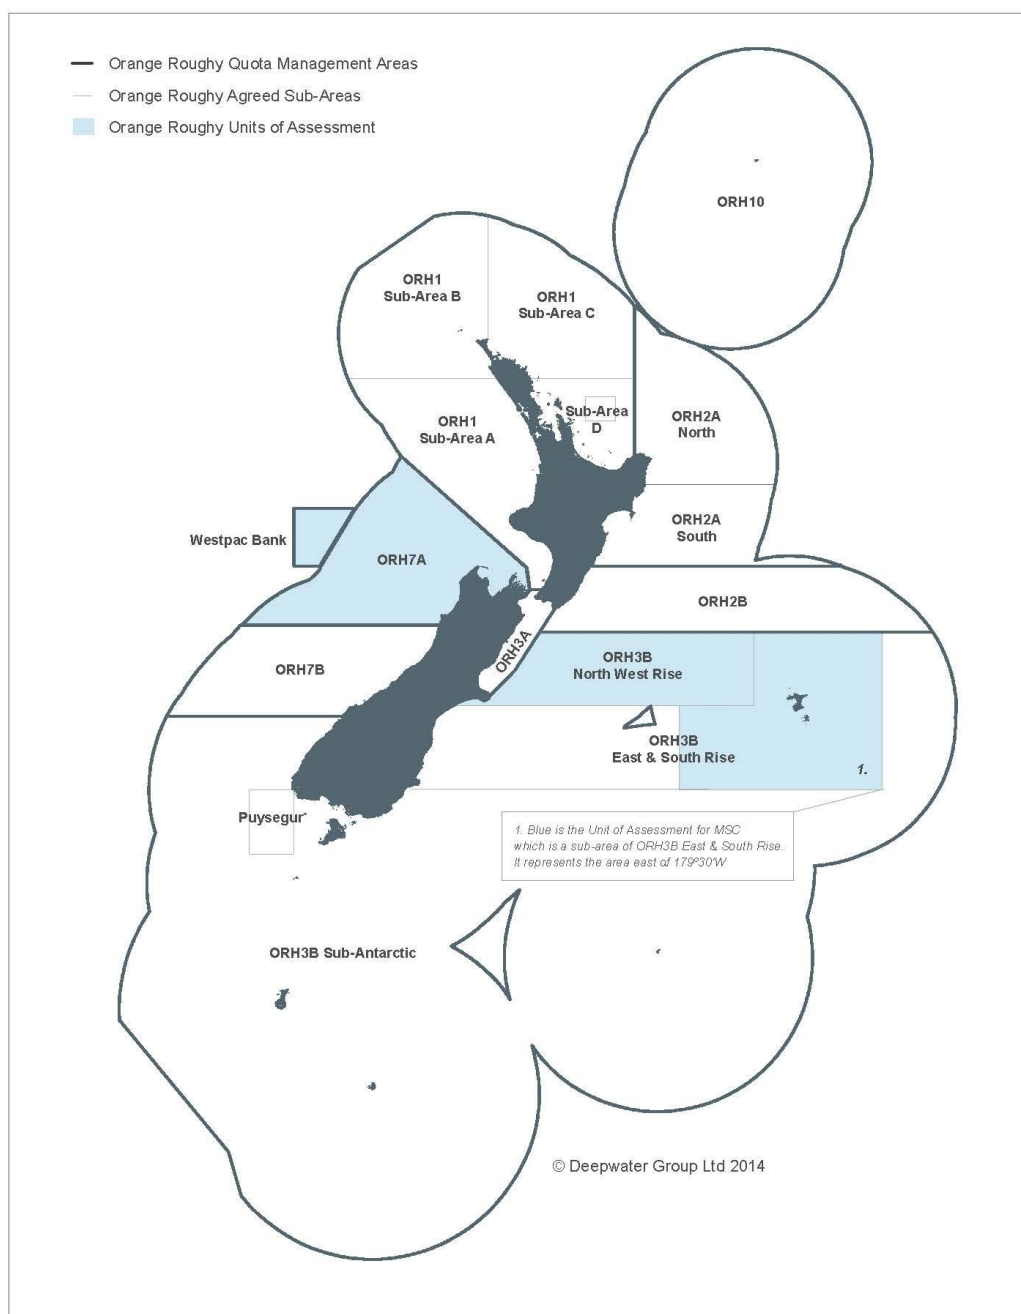 Orange Roughy Quota Management Areas
Orange Roughy Agreed Sub-Areas
Orange Roughy Units of Assessment
ORH10
ORH1
Sub-Area B
ORH1
Sub-Area C
ORH1
Sub-Area A
Sub-Area
D
ORH2A
North
ORH2A
South
Westpac Bank
ORH7A
ORH2B
ORH3A
ORH7B
ORH3B
North West Rise
ORH3B
East & South Rise
1.
Puysegur
1. Blue is the Unit of Assessment for MSC
which is a sub-area of ORH3B East & South Rise.
It represents the area east of 179º30'W
ORH3B Sub-Antarctic
© Deepwater Group Ltd 2014